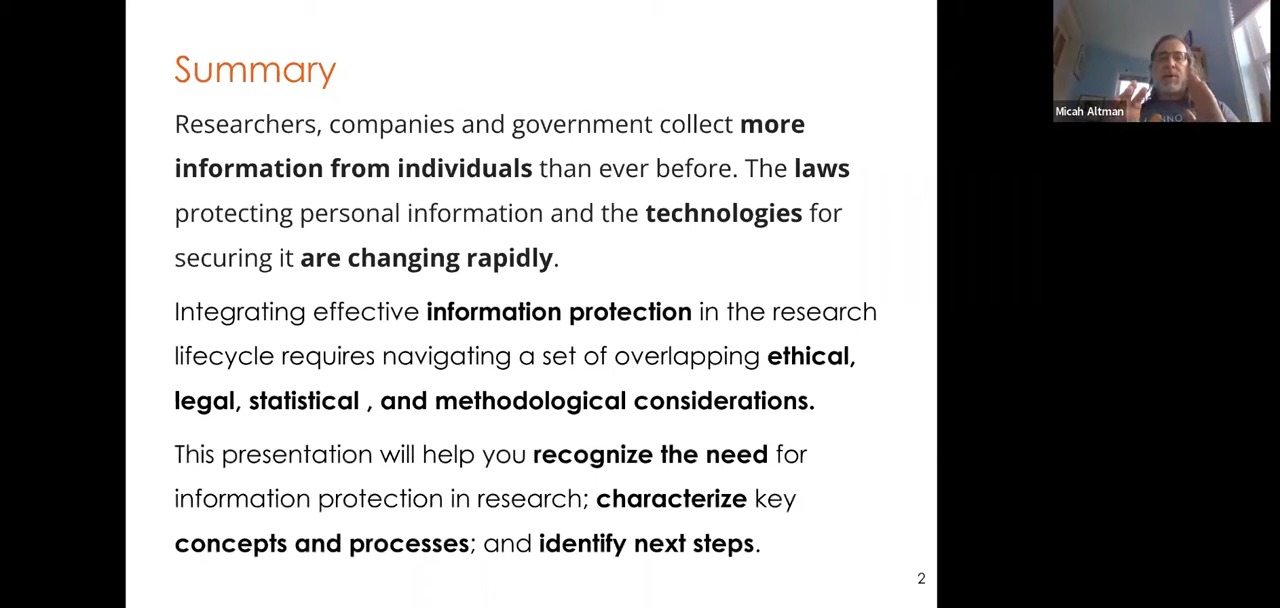 Summary
Researchers, companies and government collect more
information from individuals than ever before. The laws
protecting personal information and the technologies for
securing it are changing rapidly.
Integrating effective information protection in the research
lifecycle requires navigating a set of overlapping ethical,
legal, statistical , and methodological considerations.
This presentation will help you recognize the need for
information protection in research; characterize key
concepts and processes; and identify next steps.
2
Micah Altman